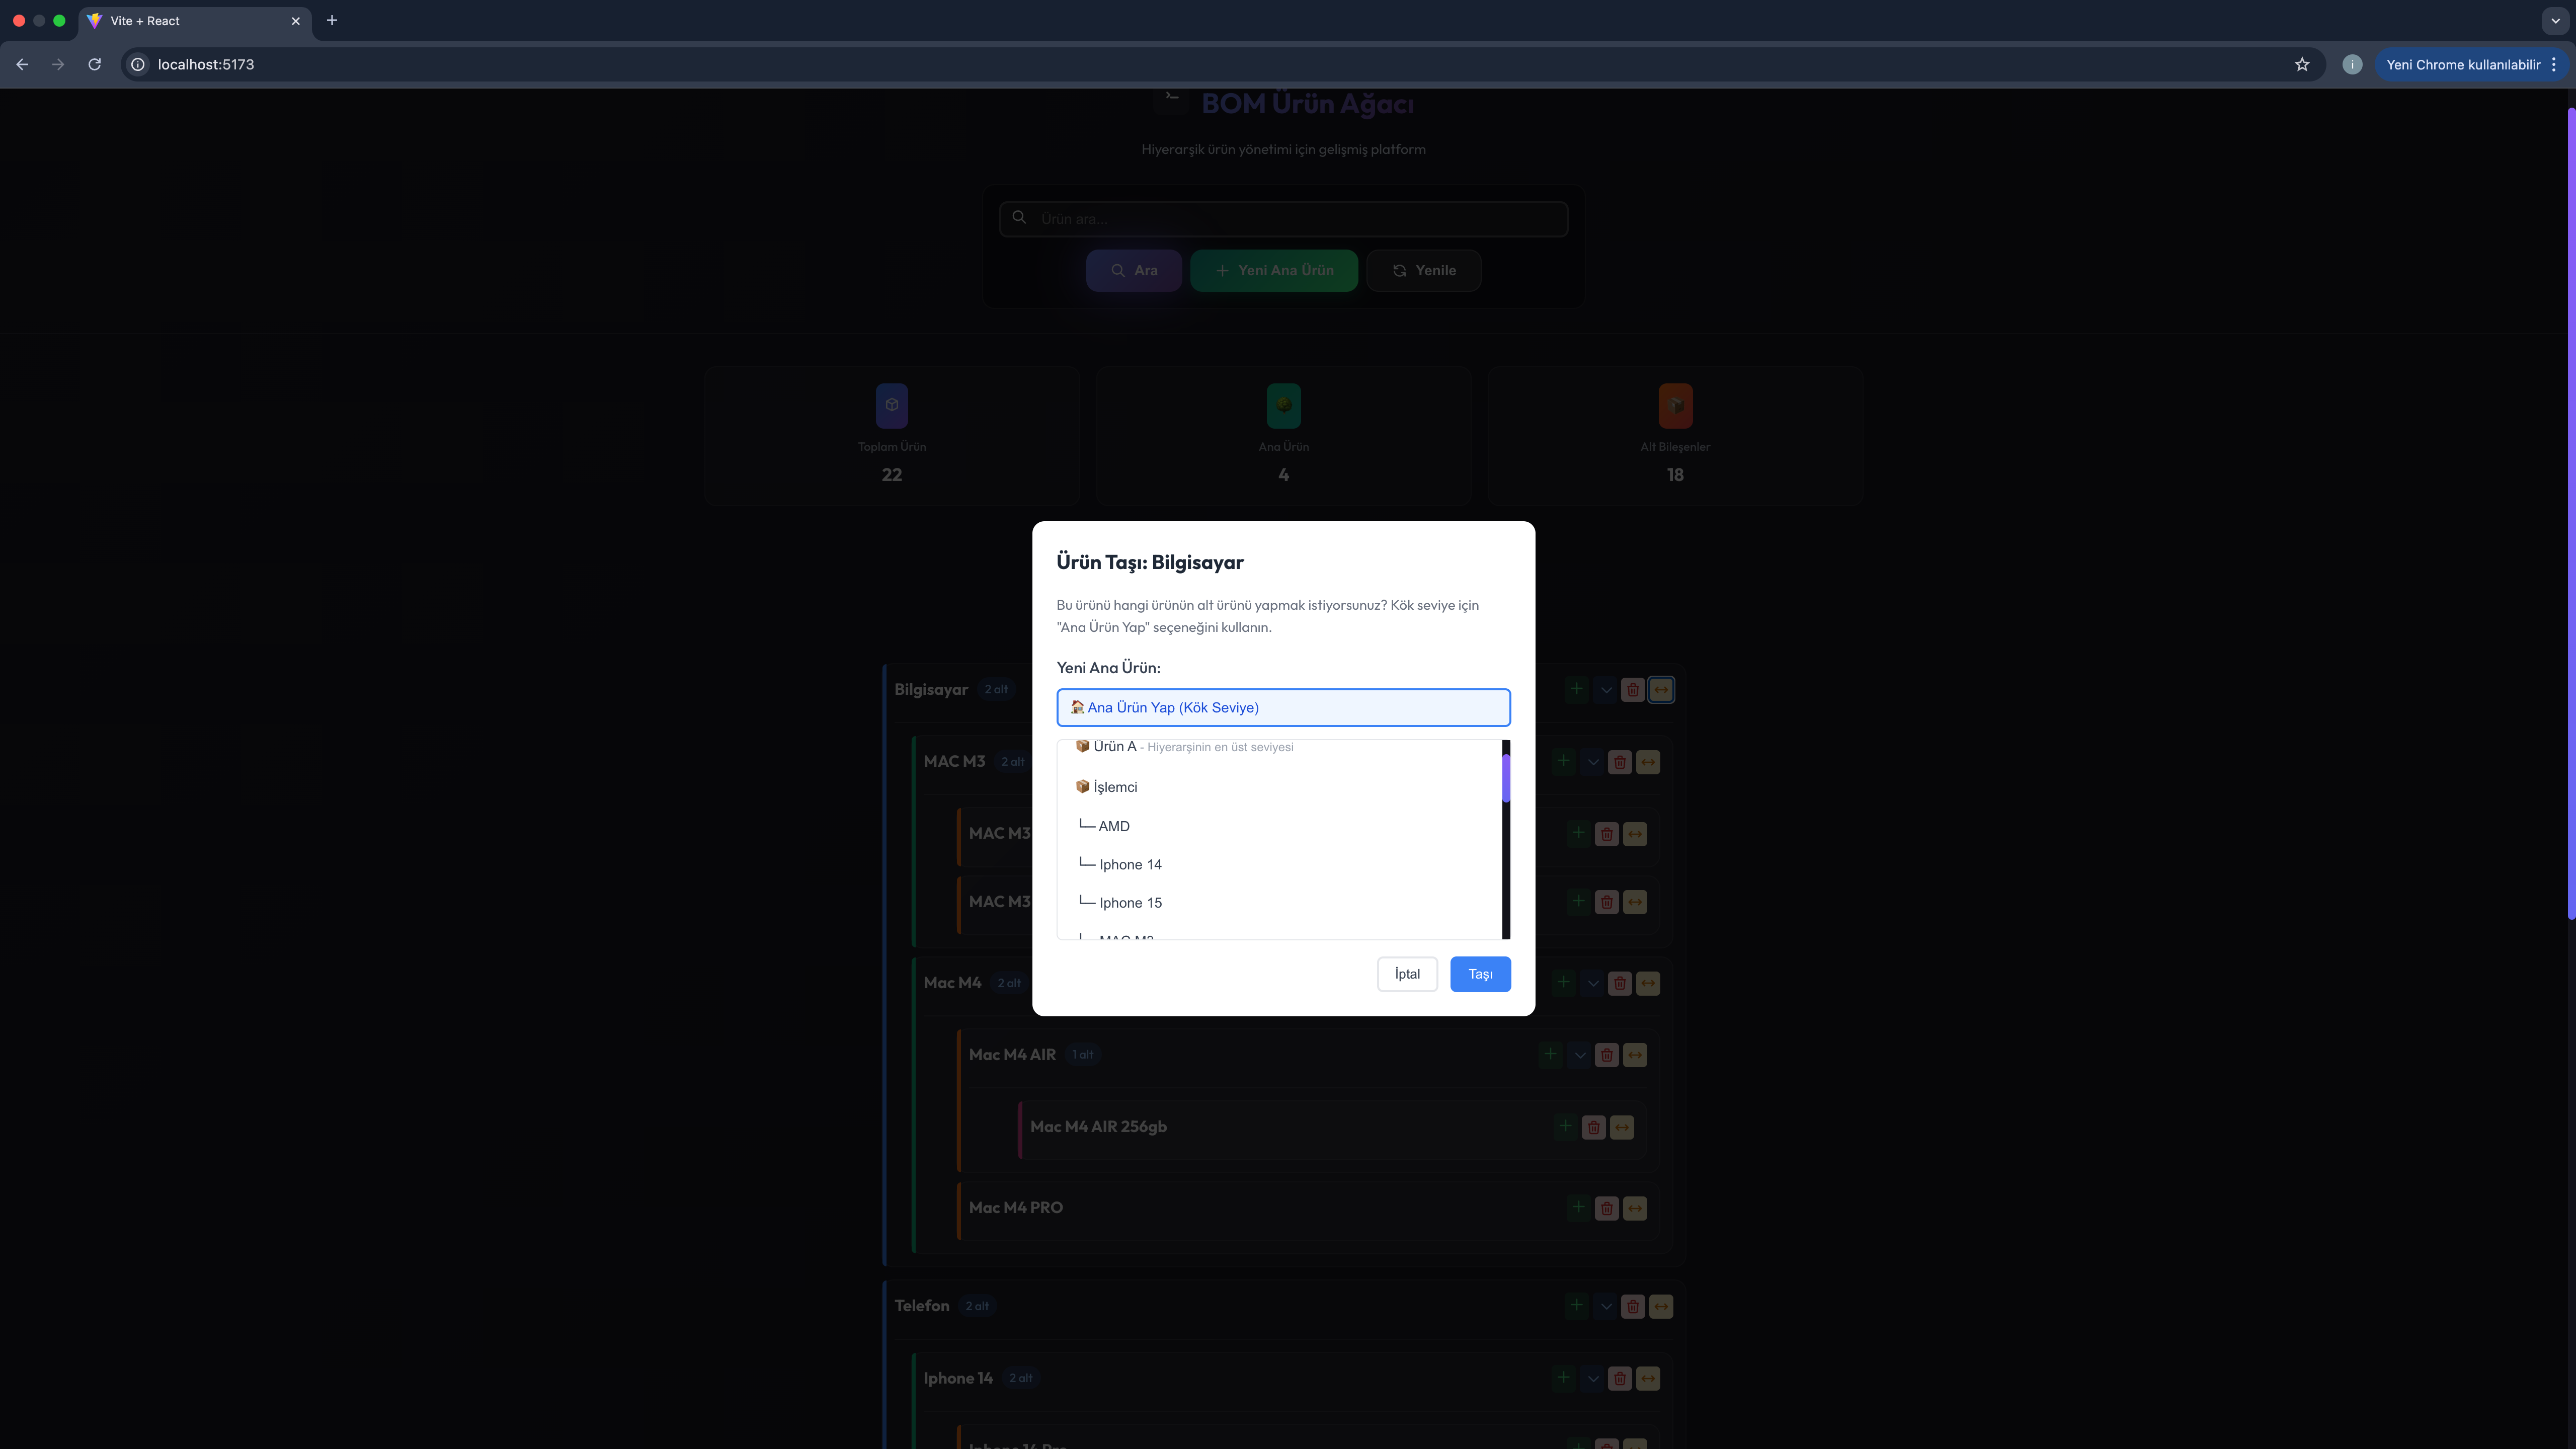 Vite + React
localhost:5173
Yeni Chrome kullanılabilir
BOM Ürün Ağacı
Hiyerarşik ürün yönetimi için gelişmiş platform
Ürün ara...
Ara
Yeni Ana Ürün
Yenile
Toplam Ürün
22
Ana Ürün
4
Alt Bileşenler
18
Ürün Taşı: Bilgisayar
Bu ürünü hangi ürünün alt ürünü yapmak istiyorsunuz? Kök seviye için
"Ana Ürün Yap" seçeneğini kullanın.
Yeni Ana Ürün:
Ana Ürün Yap (Kök Seviye)
Ürün A - Hiyerarşinin en üst seviyesi
İşlemci
└─ AMD
└─ Iphone 14
└─ Iphone 15
İptal
Taşı
Bilgisayar 2 alt
MAC M3 2 alt
MAC M3
MAC M3
Mac M4 2 alt
Mac M4 AIR 1 alt
Mac M4 AIR 256gb
Mac M4 PRO
Telefon 2 alt
Iphone 14 2 alt